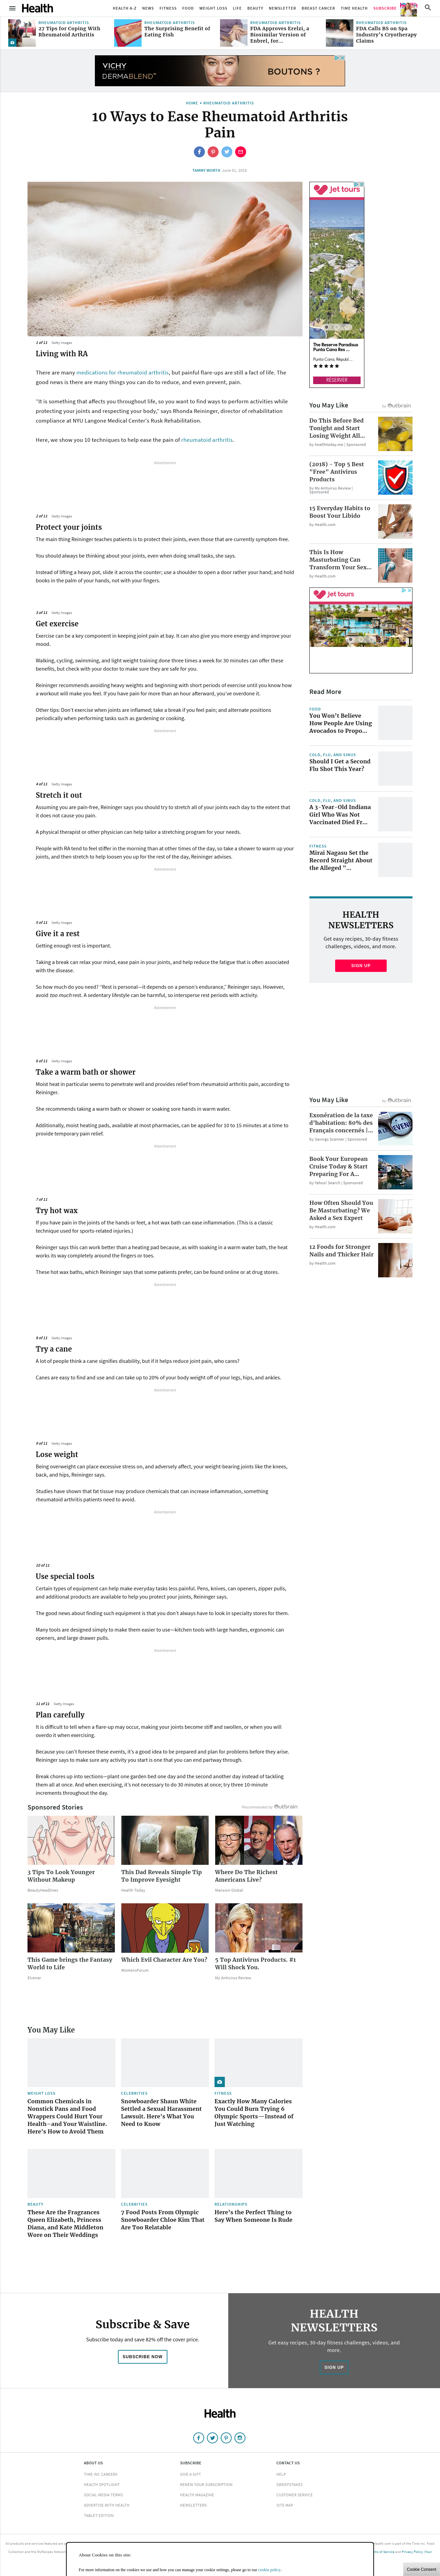 Health
HEALTH A-Z NEWS FITNESS FOOD WEIGHT LOSS LIFE BEAUTY NEWSLETTER BREAST CANCER TIME HEALTH SUBSCRIBE
RHEUMATOID ARTHRITIS
27 Tips for Coping With
Rheumatoid Arthritis
RHEUMATOID ARTHRITIS
The Surprising Benefit of
Eating Fish
RHEUMATOID ARTHRITIS
FDA Approves Erelzi, a
Biosimilar Version of
Enbrel, for...
RHEUMATOID ARTHRITIS
FDA Calls BS on Spa
Industry's Cryotherapy
Claims
VICHY
DERMABLEND
BOUTONS ?
HOME
RHEUMATOID ARTHRITIS
10 Ways to Ease Rheumatoid Arthritis
Pain
TAMMY WORTH
1 of 11 Getty Images
Living with RA
There are many medications for rheumatoid arthritis, but painful flare-ups are still a fact of life. The
good news is that there are many things you can do to reduce, and even prevent, pain.
"It is something that affects you throughout life, so you need to find new ways to perform activities while
protecting your joints and respecting your body," says Rhona Reininger, director of rehabilitation
compliance at NYU Langone Medical Center's Rusk Rehabilitation.
Here, we show you 10 techniques to help ease the pain of rheumatoid arthritis.
Advertisement
2 of 11 Getty Images
Protect your joints
The main thing Reininger teaches patients is to protect their joints, even those that are currently symptom-free.
You should always be thinking about your joints, even when doing small tasks, she says.
Instead of lifting a heavy pot, slide it across the counter; use a shoulder to open a door rather than your hand; and hold
books in the palm of your hands, not with your fingers.
3 of 11 Getty Images
Get exercise
Exercise can be a key component in keeping joint pain at bay. It can also give you more energy and improve your
mood.
Walking, cycling, swimming, and light weight training done three times a week for 30 minutes can offer these
benefits, but check with your doctor to make sure they are safe for you.
Reininger recommends avoiding heavy weights and beginning with short periods of exercise until you know how
a workout will make you feel. If you have pain for more than an hour afterward, you've overdone it.
Other tips: Don't exercise when joints are inflamed; take a break if you feel pain; and alternate positions
periodically when performing tasks such as gardening or cooking.
Advertisement
4 of 11 Getty Images
Stretch it out
Assuming you are pain-free, Reininger says you should try to stretch all of your joints each day to the extent that
it does not cause you pain.
A physical therapist or other physician can help tailor a stretching program for your needs.
People with RA tend to feel stiffer in the morning than at other times of the day, so take a shower to warm up your
joints, and then stretch to help loosen you up for the rest of the day, Reininger advises.
Advertisement
5 of 11 Getty Images
Give it a rest
Getting enough rest is important.
Taking a break can relax your mind, ease pain in your joints, and help reduce the fatigue that is often associated
with the disease.
So how much do you need? "Rest is personal—it depends on a person's endurance," Reininger says. However,
avoid too much rest. A sedentary lifestyle can be harmful, so intersperse rest periods with activity.
Advertisement
6 of 11 Getty Images
Take a warm bath or shower
Moist heat in particular seems to penetrate well and provides relief from rheumatoid arthritis pain, according to
Reininger.
She recommends taking a warm bath or shower or soaking sore hands in warm water.
Additionally, moist heating pads, available at most pharmacies, can be applied for 10 to 15 minutes at a time to
provide temporary pain relief.
Advertisement
7 of 11
Try hot wax
If you have pain in the joints of the hands or feet, a hot wax bath can ease inflammation. (This is a classic
technique used for sports-related injuries.)
Reininger says this can work better than a heating pad because, as with soaking in a warm water bath, the heat
works its way completely around the fingers or toes.
These hot wax baths, which Reininger says that some patients prefer, can be found online or at drug stores.
Advertisement
8 of 11 Getty Images
Try a cane
A lot of people think a cane signifies disability, but if it helps reduce joint pain, who cares?
Canes are easy to find and use and can take up to 20% of your body weight off of your legs, hips, and ankles.
Advertisement
9 of 11 Getty Images
Lose weight
Being overweight can place excessive stress on, and adversely affect, your weight-bearing joints like the knees,
back, and hips, Reininger says.
Studies have shown that fat tissue may produce chemicals that can increase inflammation, something
rheumatoid arthritis patients need to avoid.
Advertisement
10 of 11
Use special tools
Certain types of equipment can help make everyday tasks less painful. Pens, knives, can openers, zipper pulls,
and additional products are available to help you protect your joints, Reininger says.
The good news about finding such equipment is that you don't always have to look in specialty stores for them.
Many tools are designed simply to make them easier to use—kitchen tools with large handles, ergonomic can
openers, and large drawer pulls.
Advertisement
11 of 11 Getty Images
Plan carefully
It is difficult to tell when a flare-up may occur, making your joints become stiff and swollen, or when you will
overdo it when exercising.
Because you can't foresee these events, it's a good idea to be prepared and plan for problems before they arise.
Reininger says to make sure any activity you start is one that you can end partway through.
Break chores up into sections—plant one garden bed one day and the second another day instead of tackling
them all at once. And when exercising, it's not necessary to do 30 minutes at once; try three 10-minute
increments throughout the day.
Sponsored Stories
Recommended by Outbrain
3 Tips To Look Younger
Without Makeup
BeautyHeadlines
This Dad Reveals Simple Tip
To Improve Eyesight
Health Today
Where Do The Richest
Americans Live?
Mansion Global
This Game brings the Fantasy
World to Life
Elvenar
Which Evil Character Are You?
WomensForum
5 Top Antivirus Products. #1
Will Shock You.
My Antivirus Review
You May Like
WEIGHT LOSS
Common Chemicals in
Nonstick Pans and Food
Wrappers Could Hurt Your
Health–and Your Waistline.
Here's How to Avoid Them
CELEBRITIES
Snowboarder Shaun White
Settled a Sexual Harassment
Lawsuit. Here's What You
Need to Know
FITNESS
Exactly How Many Calories
You Could Burn Trying 6
Olympic Sports—Instead of
Just Watching
BEAUTY
These Are the Fragrances
Queen Elizabeth, Princess
Diana, and Kate Middleton
Wore on Their Weddings
CELEBRITIES
7 Food Posts From Olympic
Snowboarder Chloe Kim That
Are Too Relatable
RELATIONSHIPS
Here's the Perfect Thing to
Say When Someone Is Rude
jet tours
The Reserve Paradisus
Punta Cana Res ...
Punta Cana, Républ...
RÉSERVER
You May Like
by Outbrain
Do This Before Bed
Tonight and Start
Losing Weight All...
by healthtoday.me | Sponsored
(2018) - Top 5 Best
"Free" Antivirus
Products
by My Antivirus Review |
Sponsored
15 Everyday Habits to
Boost Your Libido
by Health.com
This Is How
Masturbating Can
Transform Your Sex...
by Health.com
jet tours
Read More
FOOD
You Won't Believe
How People Are Using
Avocados to Propo...
COLD, FLU, AND SINUS
Should I Get a Second
Flu Shot This Year?
COLD, FLU, AND SINUS
A 3-Year-Old Indiana
Girl Who Was Not
Vaccinated Died Fr...
FITNESS
Mirai Nagasu Set the
Record Straight About
the Alleged "...
HEALTH
NEWSLETTERS
Get easy recipes, 30-day fitness
challenges, videos, and more.
SIGN UP
You May Like
by Outbrain
Exonération de la taxe
d'habitation: 80% des
Français concernés |...
by Savings Scanner | Sponsored
Book Your European
Cruise Today & Start
Preparing For A...
by Yahoo! Search | Sponsored
How Often Should You
Be Masturbating? We
Asked a Sex Expert
by Health.com
12 Foods for Stronger
Nails and Thicker Hair
by Health.com
Subscribe & Save
Subscribe today and save 82% off the cover price.
SUBSCRIBE NOW
HEALTH
NEWSLETTERS
Get easy recipes, 30-day fitness challenges, videos, and
more.
SIGN UP
Health
ABOUT US
TIME INC CAREERS
HEALTH SPOTLIGHT
SOCIAL MEDIA TERMS
ADVERTISE WITH HEALTH
TABLET EDITION
SUBSCRIBE
GIVE A GIFT
RENEW YOUR SUBSCRIPTION
HEALTH MAGAZINE
NEWSLETTERS
CONTACT US
HELP
SWEEPSTAKES
CUSTOMER SERVICE
SITE MAP
About Cookies on this site:
For more information on the cookies we use and how you can manage your cookie settings, please go to our cookie policy.
Cookie Consent